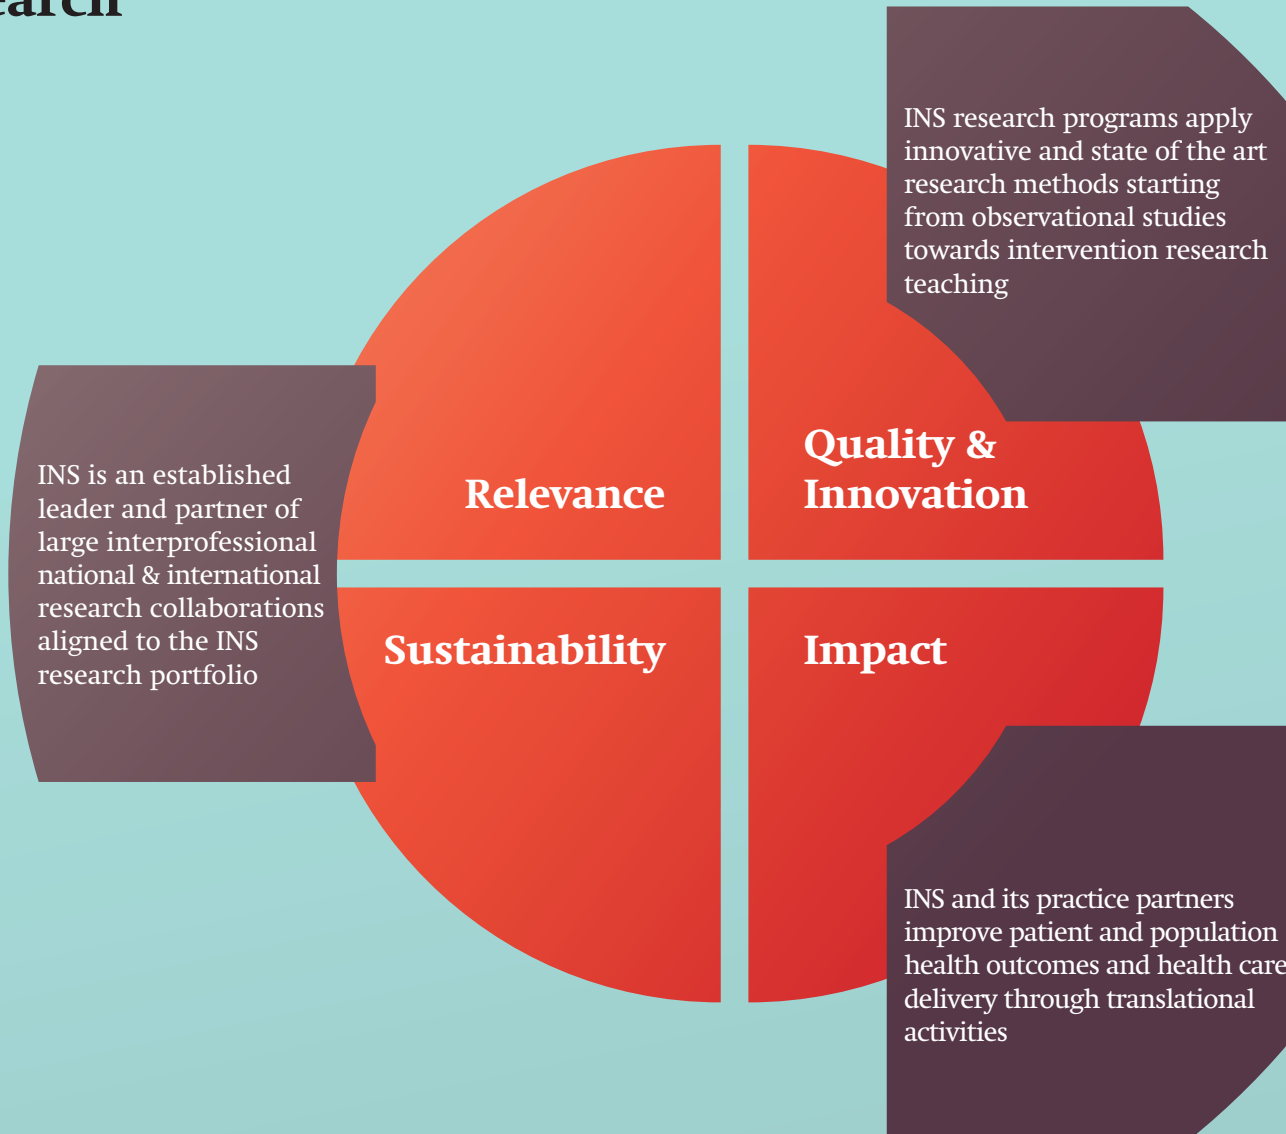 INS research programs apply
innovative and state of the art
research methods starting
from observational studies
towards intervention research
teaching
Relevance
Quality &
Innovation
INS is an established
leader and partner of
large interprofessional
national & international
research collaborations
aligned to the INS
research portfolio
Sustainability
Impact
INS and its practice partners
improve patient and population
health outcomes and health care
delivery through translational
activities